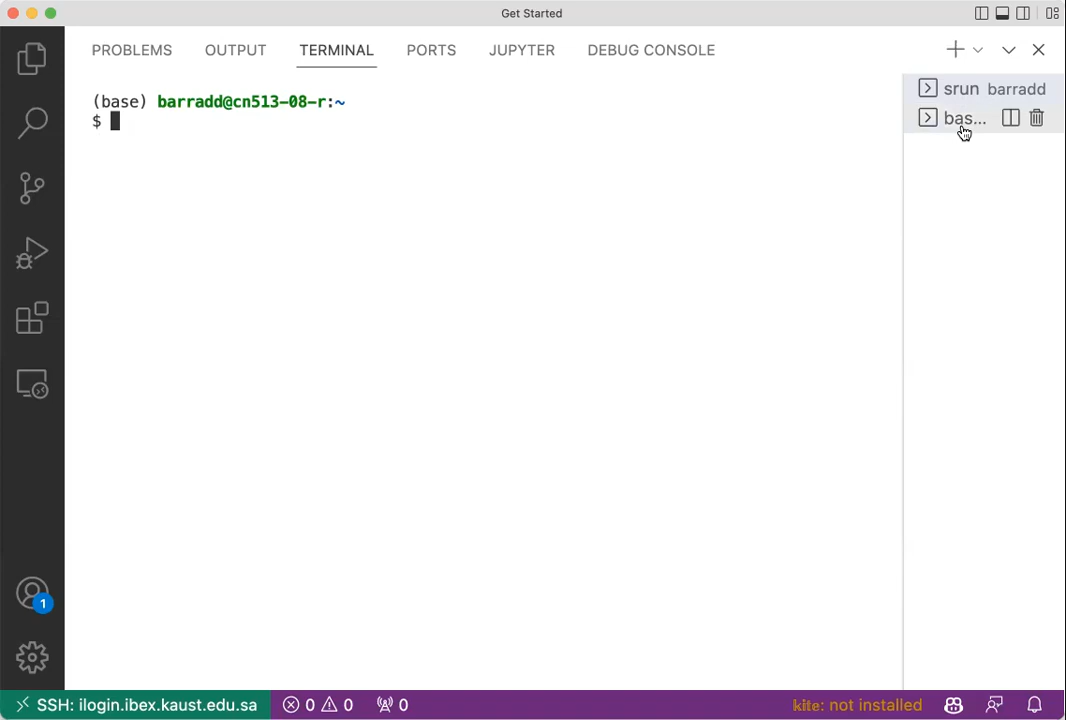 Get Started
PROBLEMS OUTPUT TERMINAL PORTS JUPYTER DEBUG CONSOLE
(base) barradd@cn513-08-r:~
$
srun barradd
bas...
1
SSH: ilogin.ibex.kaust.edu.sa 0 0 0 kite: not installed